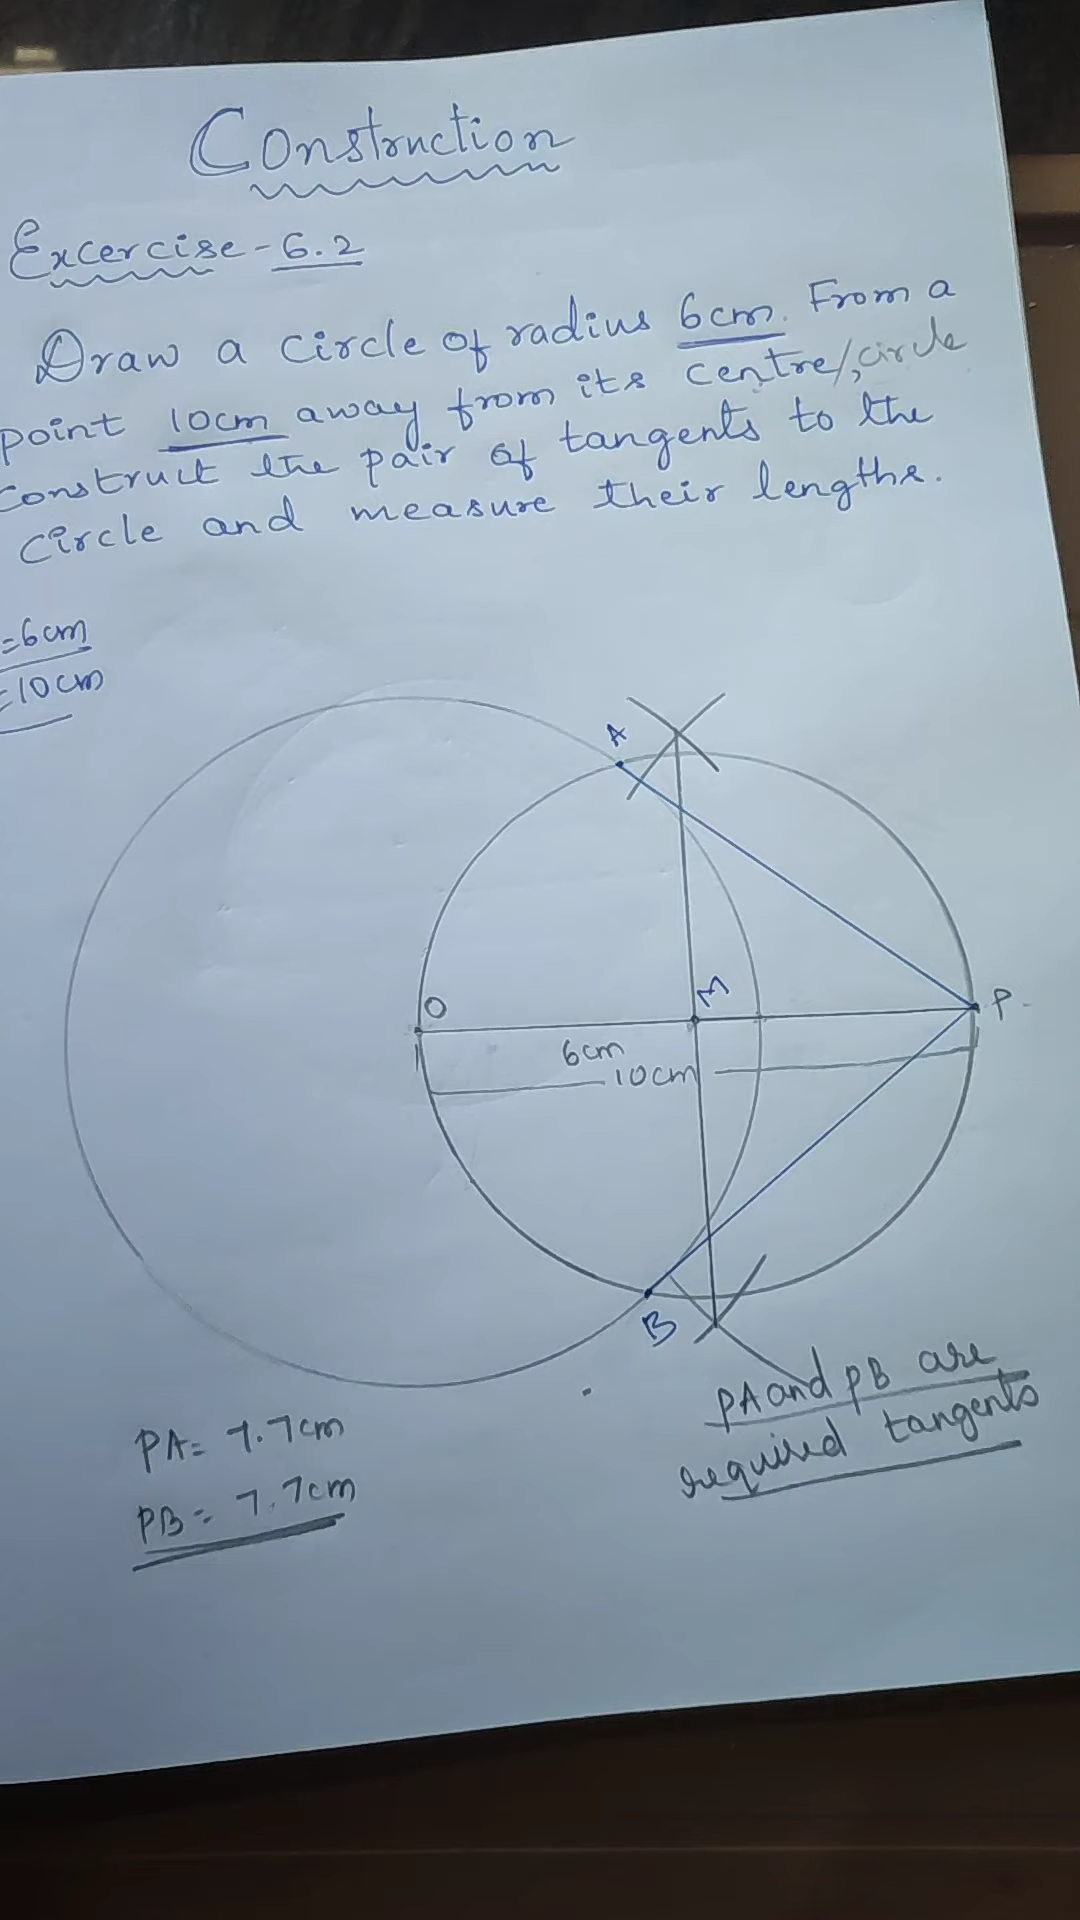 Construction
Excercise - 6.2
Draw a circle of radius 6cm. From a
point 10cm away from its centre/, circle
construct the pair of tangents to the
circle and measure their lengths.
=6cm
=10cm
A
O
M
P.
6cm
10cm
B
PA and PB are
required tangents
PA= 7.7cm
PB= 7.7cm